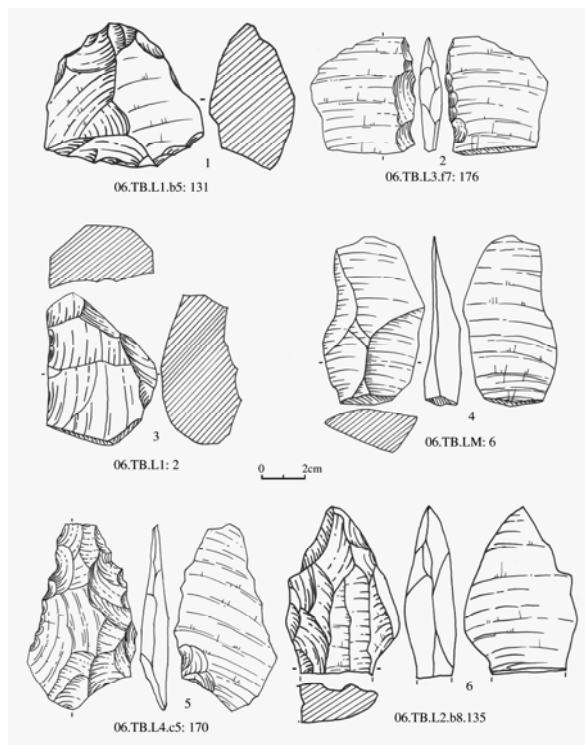 1
06.TB.L1.b5: 131
2
06.TB.L3.f7: 176
3
06.TB.L1: 2
4
06.TB.LM: 6
0 2cm
5
06.TB.L4.c5: 170
6
06.TB.L2.b8.135